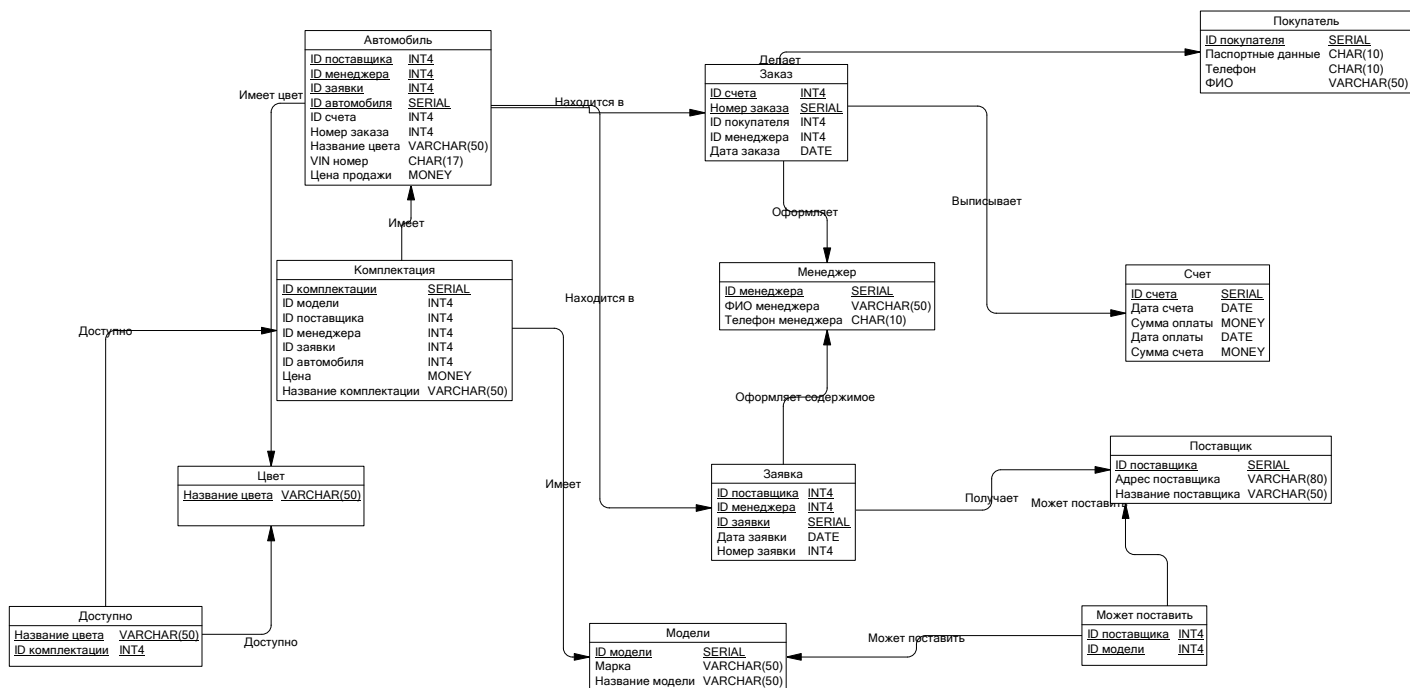 Покупатель
ID покупателя SERIAL
Паспортные данные CHAR(10)
Телефон CHAR(10)
ФИО VARCHAR(50)
Автомобиль
ID поставщика INT4
ID менеджера INT4
ID заявки INT4
ID автомобиля SERIAL
ID счета INT4
Номер заказа INT4
Название цвета VARCHAR(50)
VIN номер CHAR(17)
Цена продажи MONEY
Делает
Заказ
ID счета INT4
Номер заказа SERIAL
ID покупателя INT4
ID менеджера INT4
Дата заказа DATE
Имеет цвет
Находится в
Имеет
Оформляет
Выписывает
Комплектация
ID комплектации SERIAL
ID модели INT4
ID поставщика INT4
ID менеджера INT4
ID заявки INT4
ID автомобиля INT4
Цена MONEY
Название комплектации VARCHAR(50)
Менеджер
ID менеджера SERIAL
ФИО менеджера VARCHAR(50)
Телефон менеджера CHAR(10)
Счет
ID счета SERIAL
Дата счета DATE
Сумма оплаты MONEY
Дата оплаты DATE
Сумма счета MONEY
Доступно
Находится в
Оформляет содержимое
Цвет
Название цвета VARCHAR(50)
Имеет
Заявка
ID поставщика INT4
ID менеджера INT4
ID заявки SERIAL
Дата заявки DATE
Номер заявки INT4
Получает
Поставщик
ID поставщика SERIAL
Адрес поставщика VARCHAR(80)
Название поставщика VARCHAR(50)
Может поставить
Доступно
Название цвета VARCHAR(50)
ID комплектации INT4
Доступно
Модели
ID модели SERIAL
Марка VARCHAR(50)
Название модели VARCHAR(50)
Может поставить
Может поставить
ID поставщика INT4
ID модели INT4